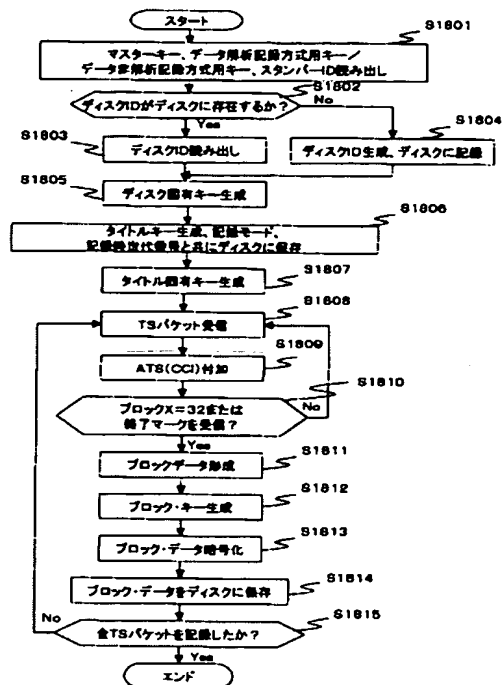 スタート
S1801
マスターキー、データ解析記録方式用キー/
データ非解析記録方式用キー、スタンパーID読み出し
S1802
ディスクIDがディスクに存在するか?
No
Yes
S1803
S1804
ディスクID読み出し
ディスクID生成、ディスクに記録
S1805
ディスク固有キー生成
S1806
タイトルキー生成、記録モード、
記録時世代番号と共にディスクに保存
S1807
タイトル固有キー生成
S1808
TSパケット受信
S1809
ATS(CCI)付加
S1810
ブロックX=32または
終了マークを受信?
No
Yes
S1811
ブロックデータ形成
S1812
ブロック・キー生成
S1813
ブロック・データ暗号化
S1814
ブロック・データをディスクに保存
S1815
No
全TSパケットを記録したか?
Yes
エンド